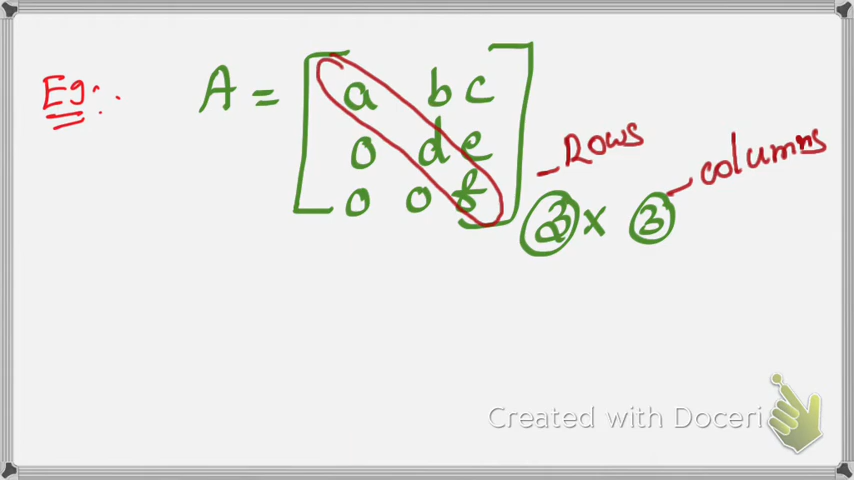 Eg:
A = [ a b c
0 d e
0 0 f ]
3 x 3
Rows
columns
Created with Doceri